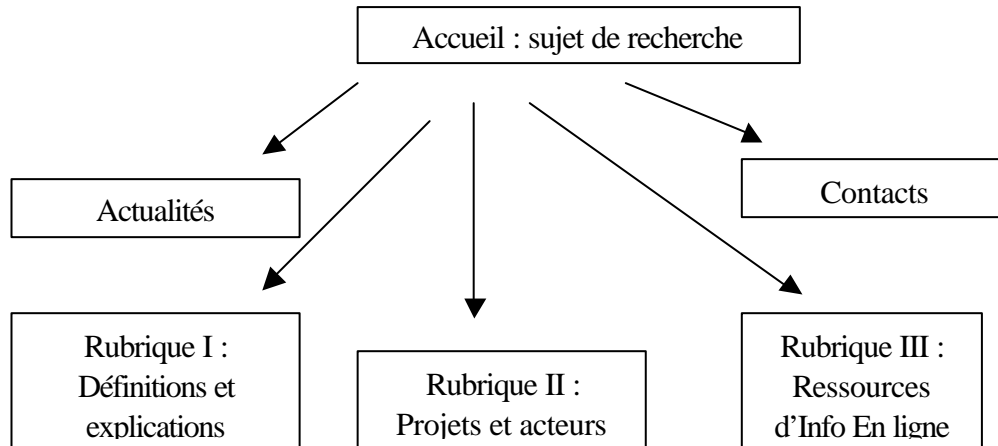 Accueil : sujet de recherche
Actualités
Contacts
Rubrique I :
Définitions et
explications
Rubrique II :
Projets et acteurs
Rubrique III :
Ressources
d’Info En ligne